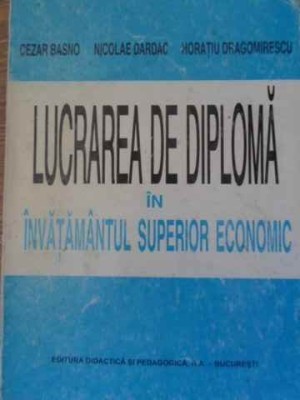 CEZAR BASNO NICOLAE DARDAC HORAȚIU DRAGOMIRESCU
LUCRAREA DE DIPLOMĂ
ÎN
ÎNVĂȚĂMÂNTUL SUPERIOR ECONOMIC
EDITURA DIDACTICĂ ȘI PEDAGOGICĂ, R.A. – BUCUREȘTI